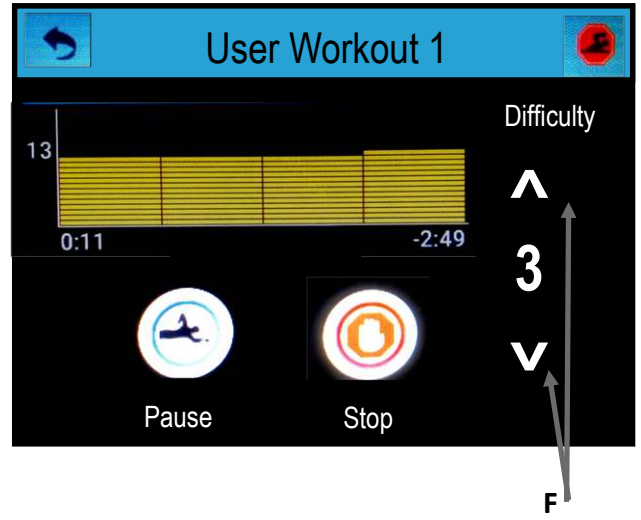 User Workout 1
Difficulty
13
3
0:11 -2:49
Pause Stop
F